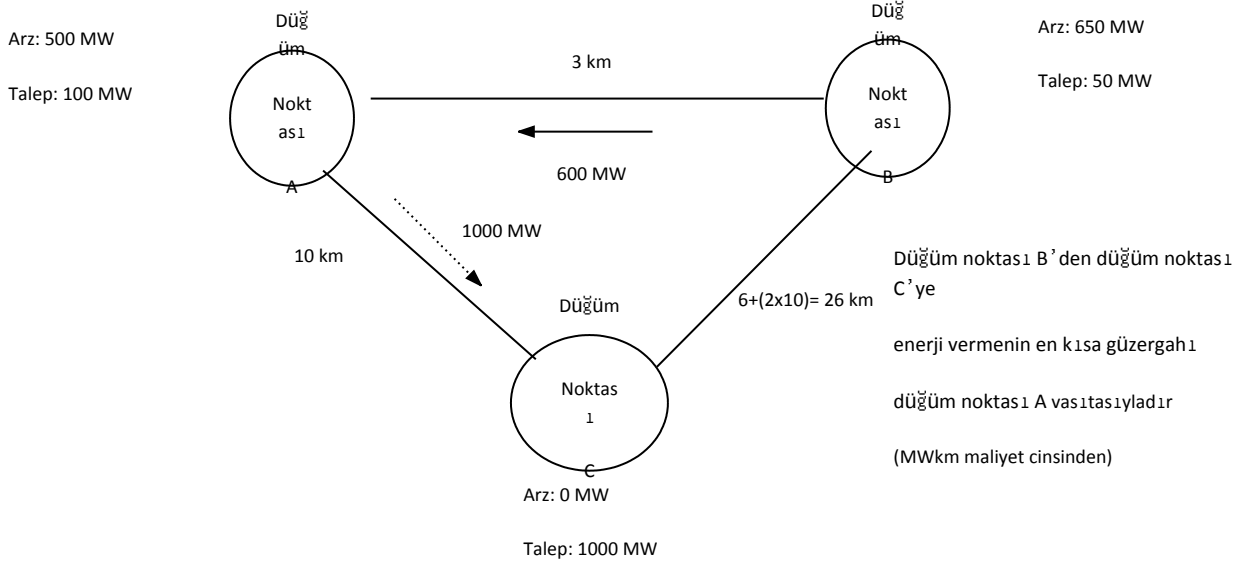 Düğ
üm
Nokt
ası
A
Arz: 500 MW
Talep: 100 MW
3 km
600 MW
Düğ
üm
Nokt
ası
B
Arz: 650 MW
Talep: 50 MW
1000 MW
10 km
Düğüm
Noktas
ı
C
Arz: 0 MW
Talep: 1000 MW
6+(2x10)= 26 km
Düğüm noktası B’den düğüm noktası
C’ye
enerji vermenin en kısa güzergahı
düğüm noktası A vasıtasıyladır
(MWkm maliyet cinsinden)